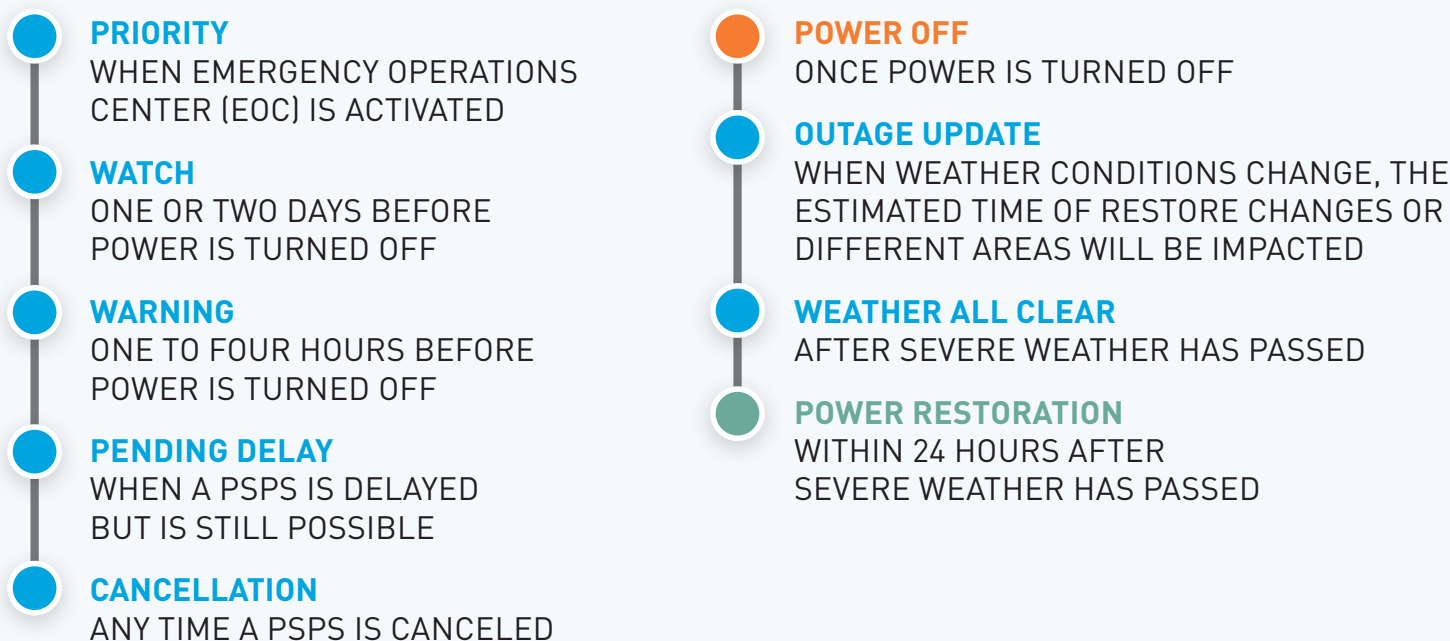 PRIORITY
WHEN EMERGENCY OPERATIONS
CENTER (EOC) IS ACTIVATED
WATCH
ONE OR TWO DAYS BEFORE
POWER IS TURNED OFF
WARNING
ONE TO FOUR HOURS BEFORE
POWER IS TURNED OFF
PENDING DELAY
WHEN A PSPS IS DELAYED
BUT IS STILL POSSIBLE
CANCELLATION
ANY TIME A PSPS IS CANCELED
POWER OFF
ONCE POWER IS TURNED OFF
OUTAGE UPDATE
WHEN WEATHER CONDITIONS CHANGE, THE
ESTIMATED TIME OF RESTORE CHANGES OR
DIFFERENT AREAS WILL BE IMPACTED
WEATHER ALL CLEAR
AFTER SEVERE WEATHER HAS PASSED
POWER RESTORATION
WITHIN 24 HOURS AFTER
SEVERE WEATHER HAS PASSED